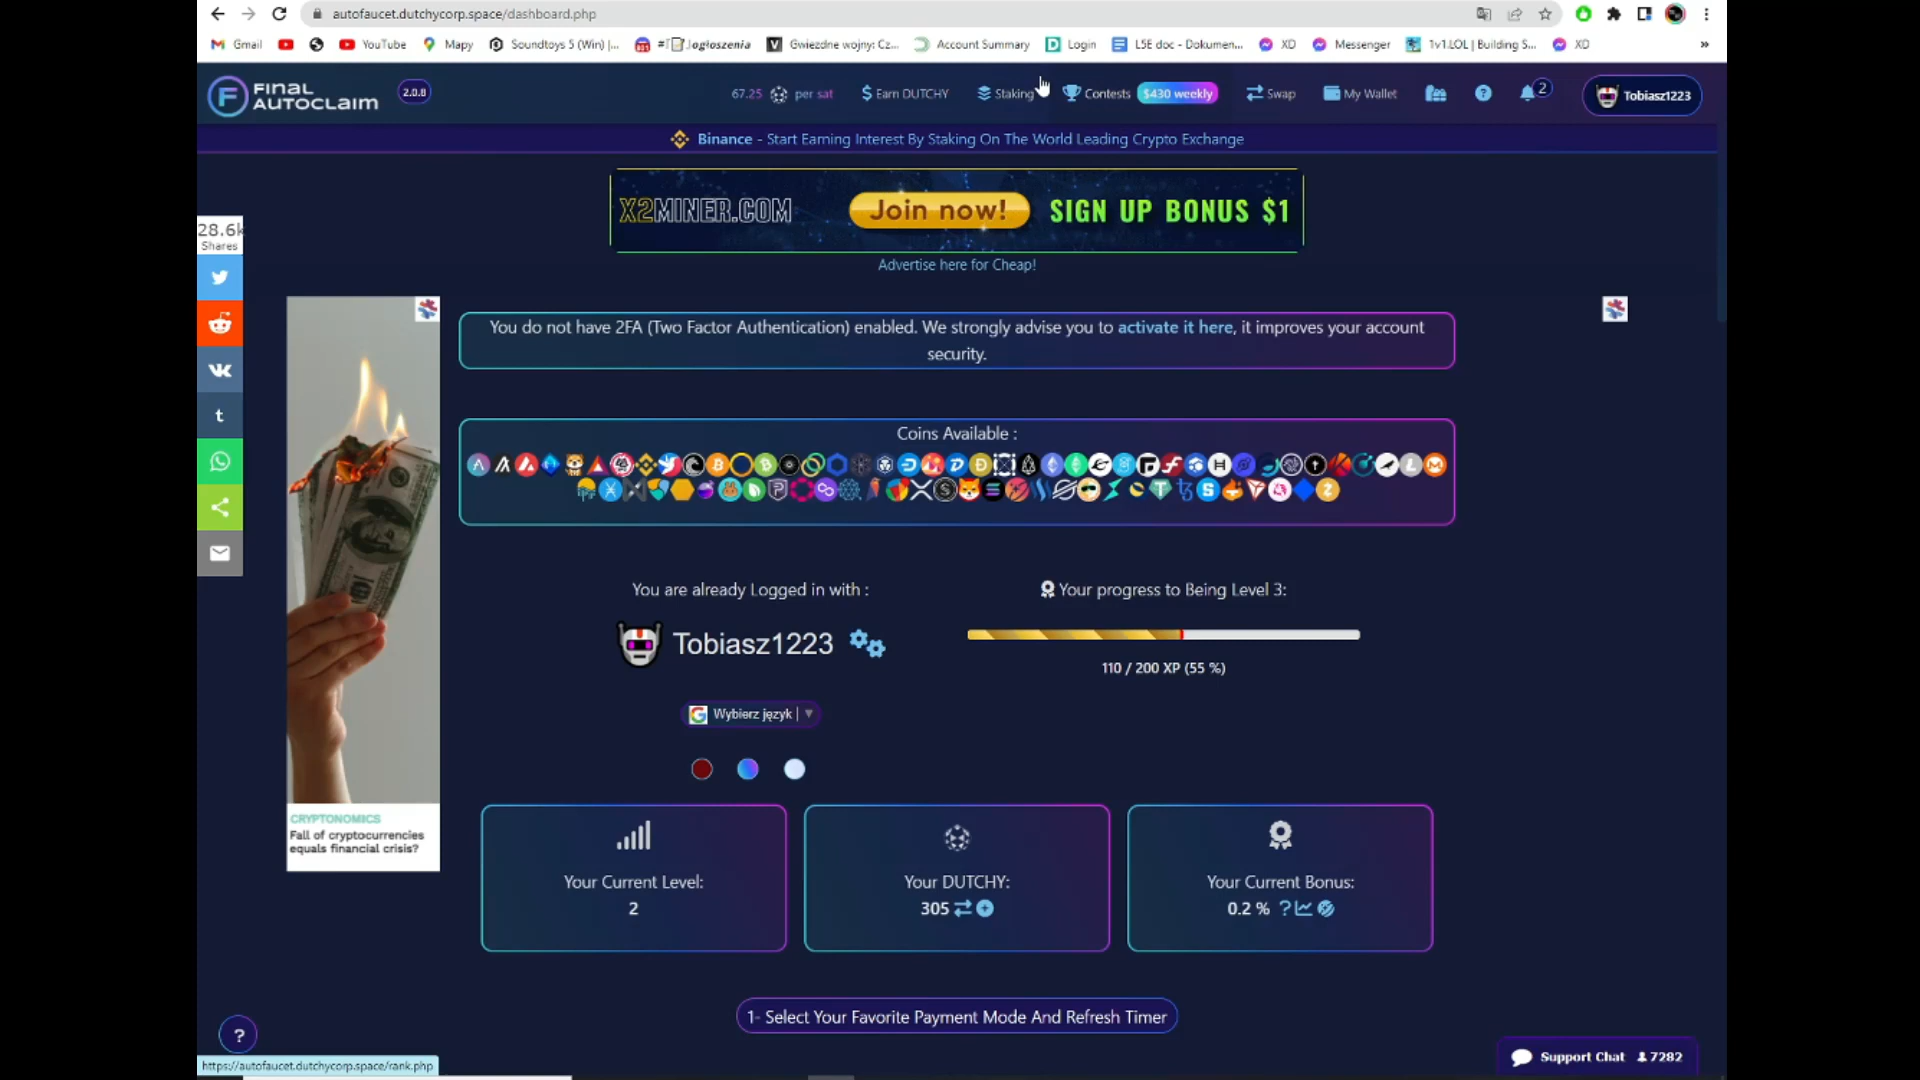 autofaucet.dutchycorp.space/dashboard.php
Gmail
YouTube
Mapy
Soundtoys 5 (Win) |...
ogłoszenia
Gwiezdne wojny: Cz...
Account Summary
Login
LSE doc - Dokumen...
XD
Messenger
1v1.LOL | Building S...
XD
»
FINAL AUTOCLAIM
2.0.8
67.25 per sat
Earn DUTCHY
Staking
Contests
$430 weekly
Swap
My Wallet
2
Tobiasz1223
Binance - Start Earning Interest By Staking On The World Leading Crypto Exchange
X2MINER.COM
Join now!
SIGN UP BONUS $1
Advertise here for Cheap!
28.6k
Shares
You do not have 2FA (Two Factor Authentication) enabled. We strongly advise you to activate it here, it improves your account
security.
Coins Available :
You are already Logged in with :
Your progress to Being Level 3:
Tobiasz1223
110 / 200 XP (55 %)
Wybierz język
CRYPTONOMICS
Fall of cryptocurrencies
equals financial crisis?
Your Current Level:
2
Your DUTCHY:
305
Your Current Bonus:
0.2 %
1- Select Your Favorite Payment Mode And Refresh Timer
?
https://autofaucet.dutchycorp.space/rank.php
Support Chat 7282